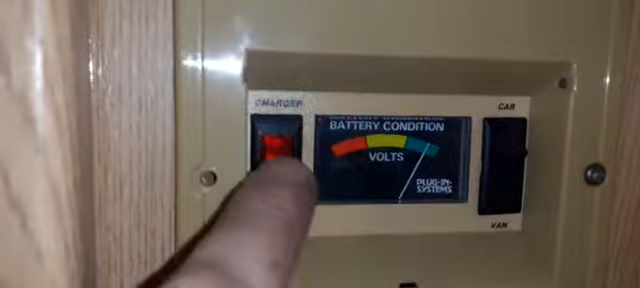 CHARGER
BATTERY CONDITION
VOLTS
PLUG-IN-
SYSTEMS
CAR
VAN